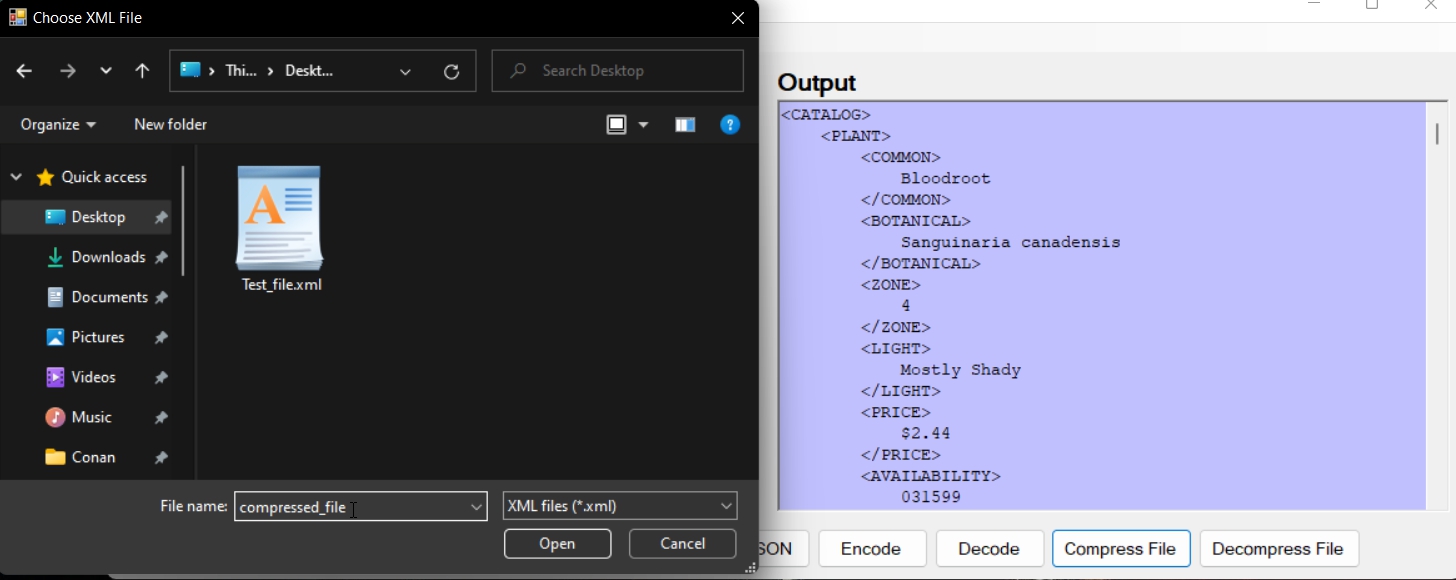 Choose XML File
Thi... > Deskt...
Search Desktop
Organize
New folder
?
Quick access
Desktop
Downloads
Documents
Pictures
Videos
Music
Conan
A
Test_file.xml
File name: compressed_file
XML files (*.xml)
Open
Cancel
Output
<CATALOG>
<PLANT>
<COMMON>
Bloodroot
</COMMON>
<BOTANICAL>
Sanguinaria canadensis
</BOTANICAL>
<ZONE>
4
</ZONE>
<LIGHT>
Mostly Shady
</LIGHT>
<PRICE>
$2.44
</PRICE>
<AVAILABILITY>
031599
SON
Encode
Decode
Compress File
Decompress File